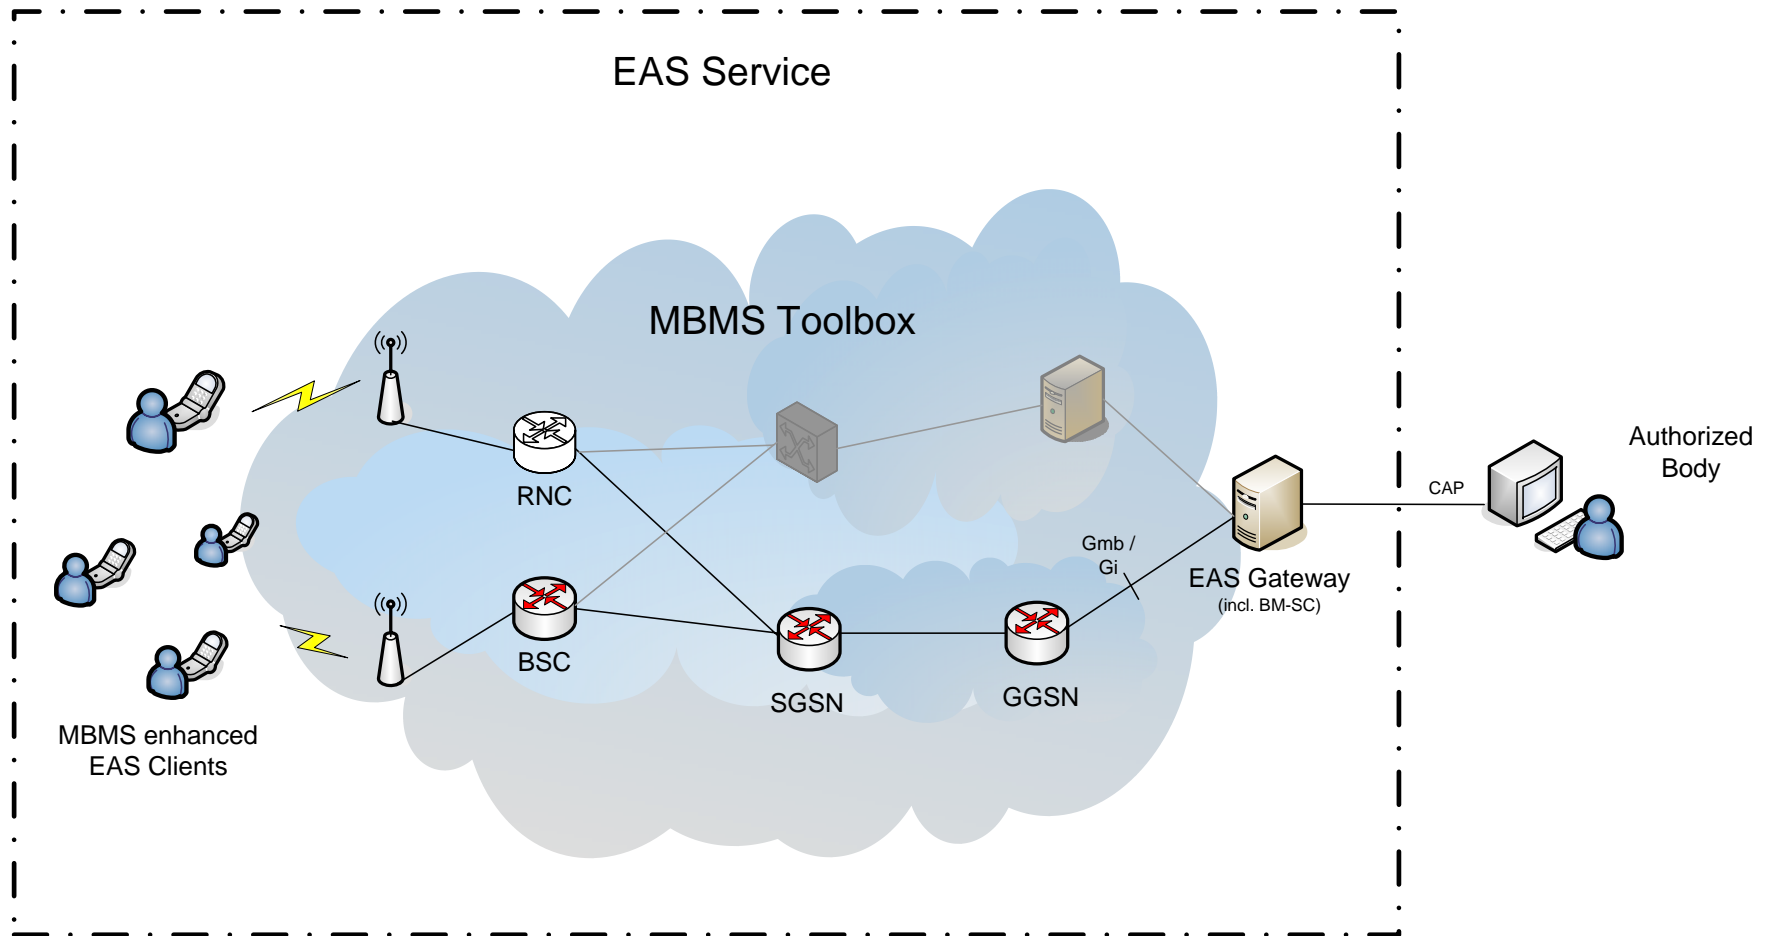 EAS Service
MBMS Toolbox
RNC
BSC
SGSN
GGSN
Gmb /
Gi
EAS Gateway
(incl. BM-SC)
CAP
Authorized
Body
MBMS enhanced
EAS Clients